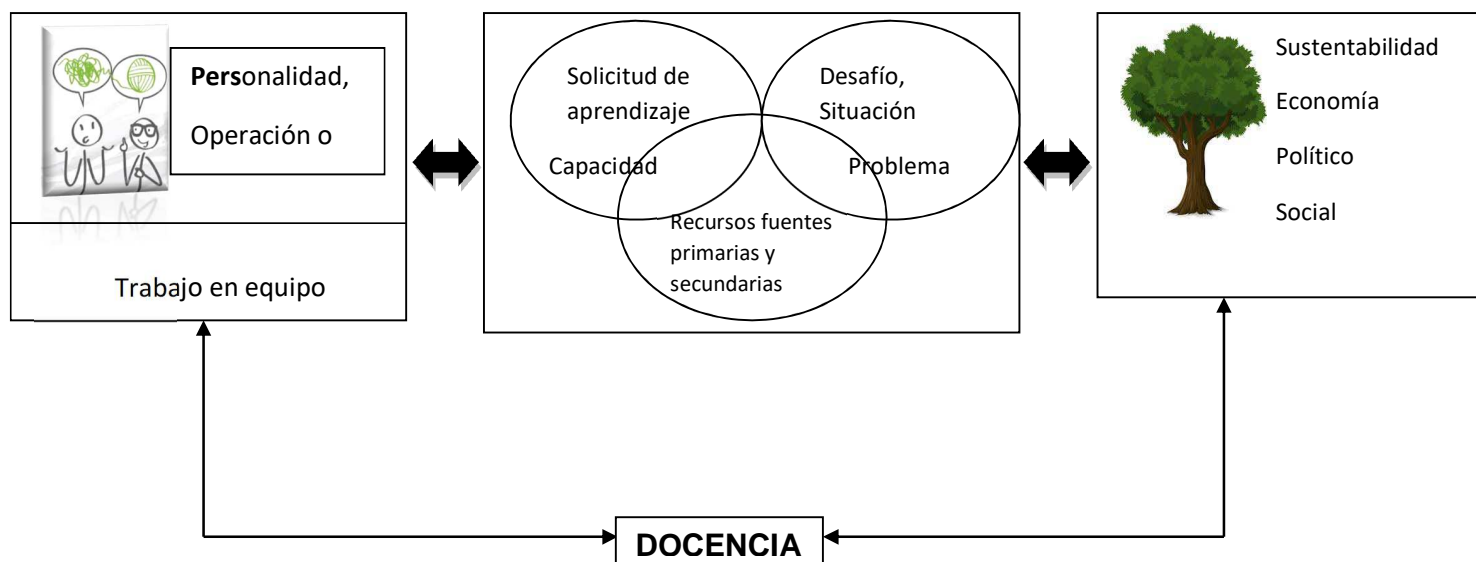 Personalidad,
Operación o
Trabajo en equipo
Solicitud de
aprendizaje
Capacidad
Desafío,
Situación
Problema
Recursos fuentes
primarias y
secundarias
Sustentabilidad
Economía
Político
Social
DOCENCIA